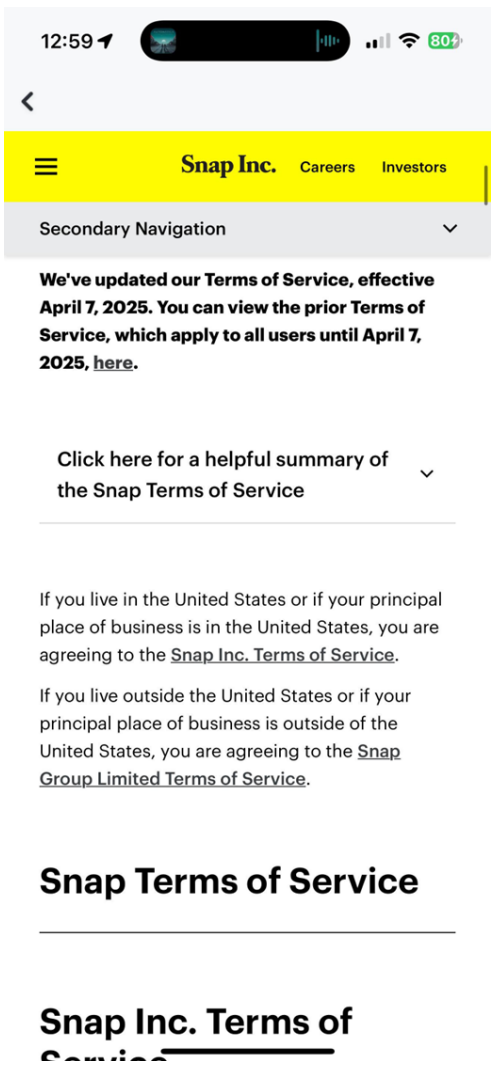 12:59
80
Snap Inc. Careers Investors
Secondary Navigation
We've updated our Terms of Service, effective
April 7, 2025. You can view the prior Terms of
Service, which apply to all users until April 7,
2025, here.
Click here for a helpful summary of
the Snap Terms of Service
If you live in the United States or if your principal
place of business is in the United States, you are
agreeing to the Snap Inc. Terms of Service.
If you live outside the United States or if your
principal place of business is outside of the
United States, you are agreeing to the Snap
Group Limited Terms of Service.
Snap Terms of Service
Snap Inc. Terms of
Service